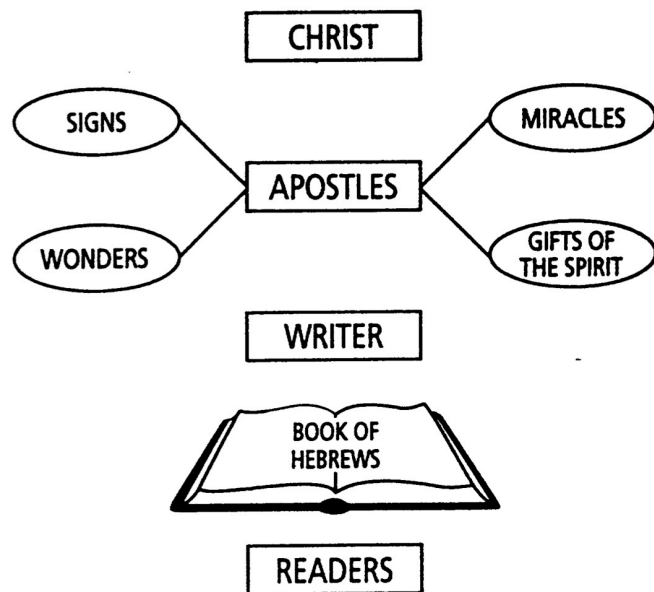 CHRIST
SIGNS
MIRACLES
APOSTLES
WONDERS
GIFTS OF
THE SPIRIT
WRITER
BOOK OF
HEBREWS
READERS